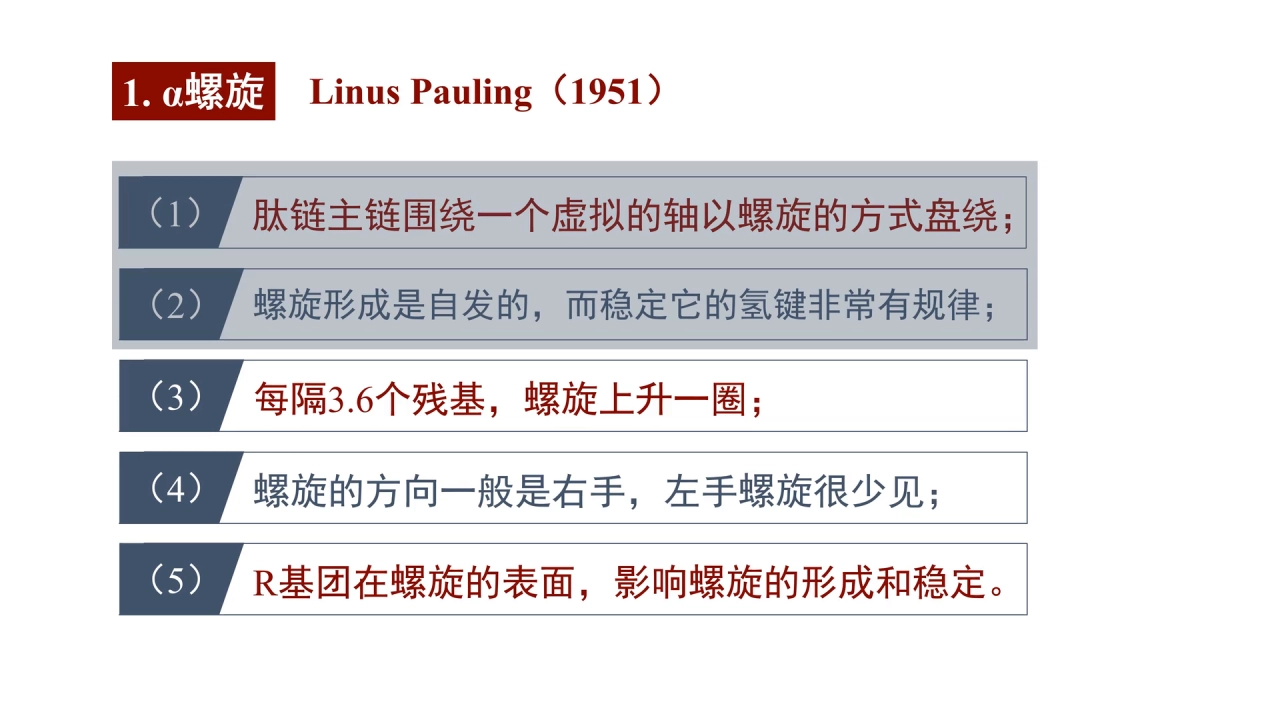 1. α螺旋 Linus Pauling（1951）
（1） 肽链主链围绕一个虚拟的轴以螺旋的方式盘绕；
（2） 螺旋形成是自发的，而稳定它的氢键非常有规律；
（3） 每隔3.6个残基，螺旋上升一圈；
（4） 螺旋的方向一般是右手，左手螺旋很少见；
（5） R基团在螺旋的表面，影响螺旋的形成和稳定。